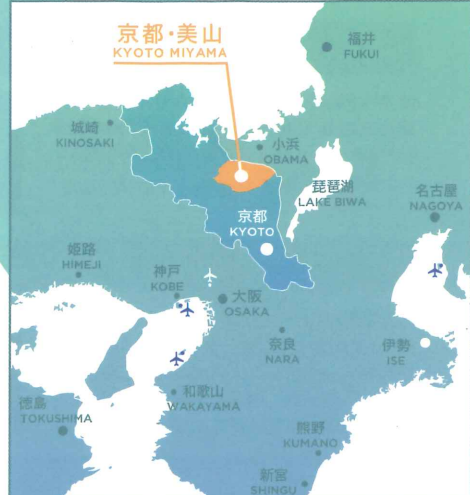 京都・美山
KYOTO MIYAMA
福井
FUKUI
城崎
KINOSAKI
小浜
OBAMA
琵琶湖
LAKE BIWA
名古屋
NAGOYA
京都
KYOTO
姫路
HIMEJI
神戸
KOBE
大阪
OSAKA
奈良
NARA
伊勢
ISE
和歌山
WAKAYAMA
徳島
TOKUSHIMA
熊野
KUMANO
新宮
SHINGU